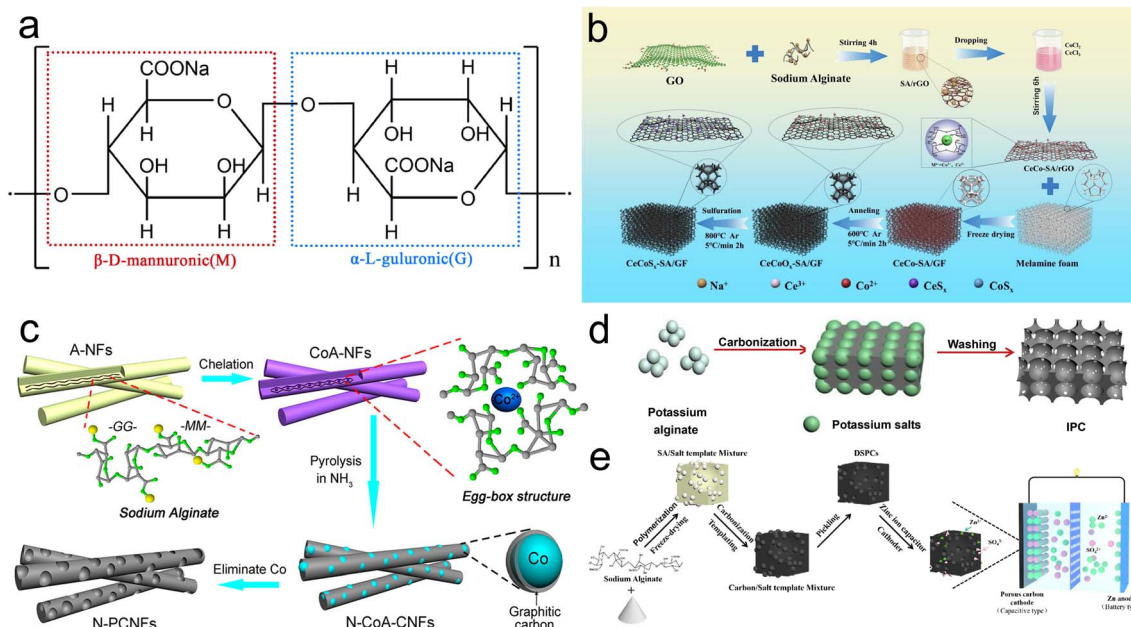 a
COONa
O
H
H
H
OH
OH
H
H
O
O
H
H
OH
OH
COONa
H
H
O
H
n
β-D-mannuronic(M)
α-L-guluronic(G)
b
GO
Sodium Alginate
Stirring 4h
SA/rGO
Dropping
CoCl₂
CeCl₃
Stirring 6h
CeCo-SA/rGO
Melamine foam
Freeze drying
CeCo-SA/GF
Anneling
600°C Ar
5°C/min 2h
CeCoOₓ-SA/GF
Sulfuration
800°C Ar
5°C/min 2h
CeCoSₓ-SA/GF
Na⁺
Ce³⁺
Co²⁺
CeSₓ
CoSₓ
c
A-NFs
Chelation
CoA-NFs
Co²⁺
-GG-
-MM-
Sodium Alginate
Pyrolysis
in NH₃
Egg-box structure
Eliminate Co
N-PCNFs
N-CoA-CNFs
Co
Graphitic
carbon
d
Potassium
alginate
Carbonization
Potassium salts
Washing
IPC
e
SA/Salt template Mixture
DSPCs
Polymerization
Freeze-drying
Carbonization
Templating
Pickling
Zinc ion capacitor
Cathoder
Sodium Alginate
Carbon/Salt template Mixture
Zn²⁺
SO₄²⁻
Zn²⁺
SO₄²⁻
Porous carbon
cathode
(Capacitive type)
Zn anode